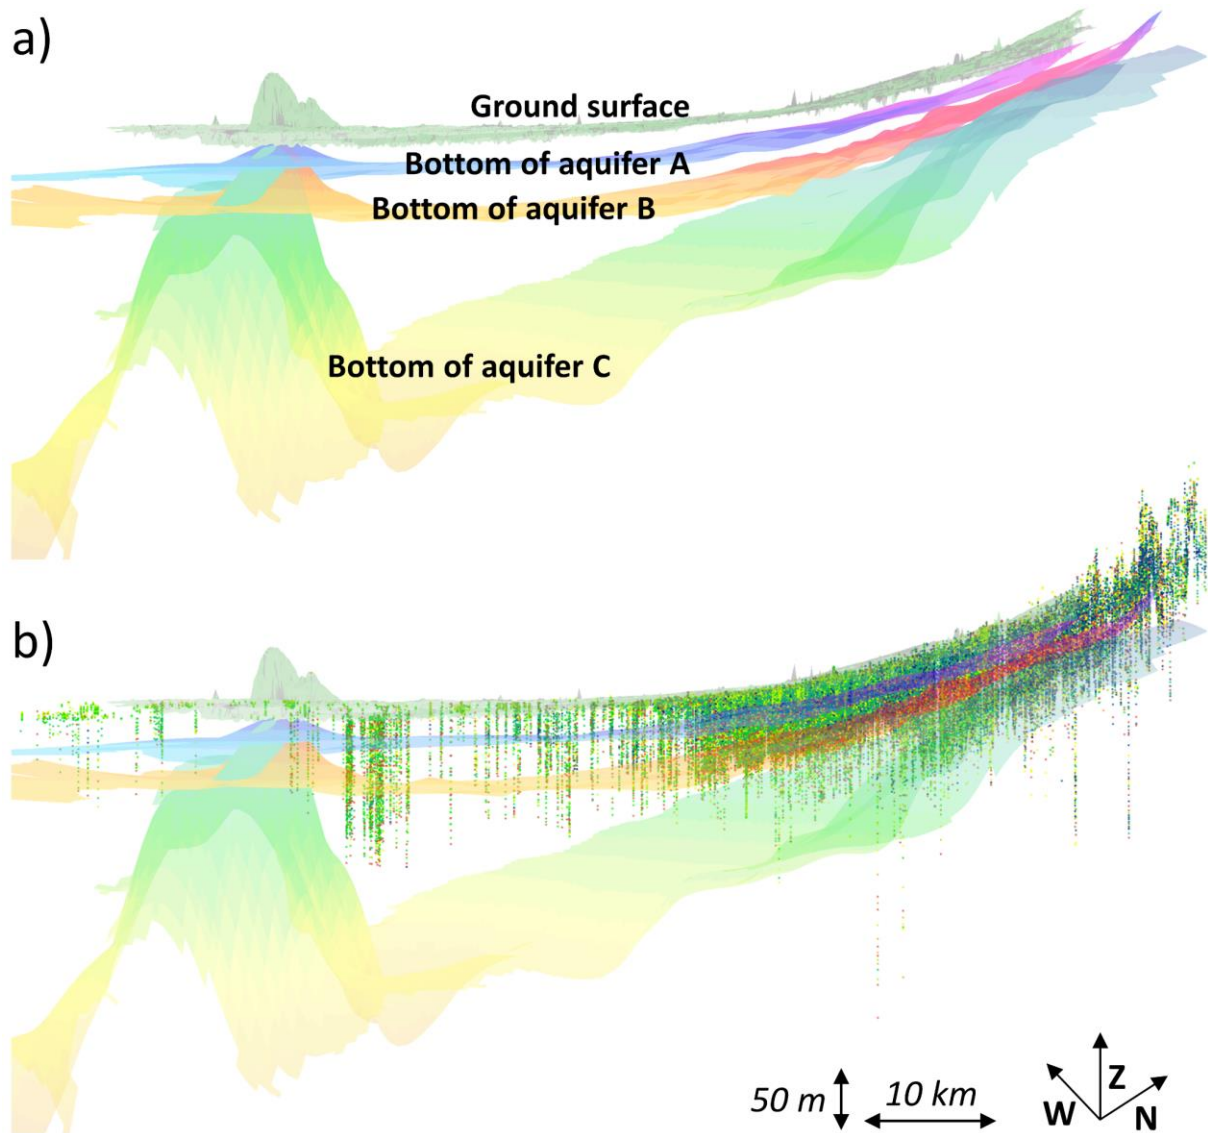 a)
Ground surface
Bottom of aquifer A
Bottom of aquifer B
Bottom of aquifer C
b)
50 m
10 km
W
Z
N